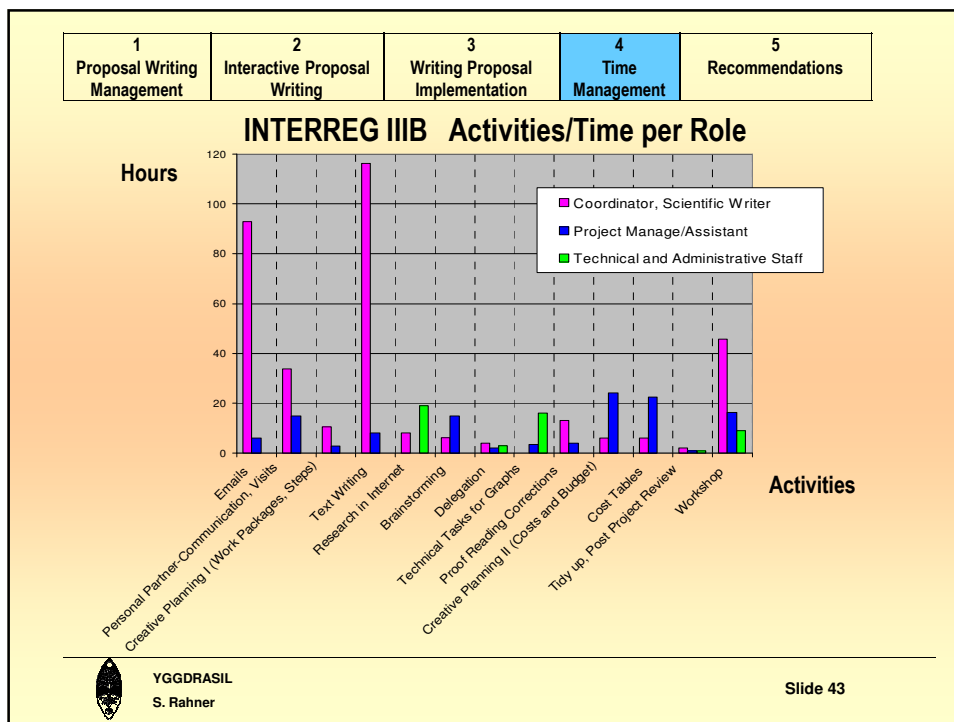 1
Proposal Writing
Management
2
Interactive Proposal
Writing
3
Writing Proposal
Implementation
4
Time
Management
5
Recommendations
INTERREG IIIB Activities/Time per Role
Hours
120
100
80
60
40
20
0
Coordinator, Scientific Writer
Project Manage/Assistant
Technical and Administrative Staff
Emails
Personal Partner-Communication, Visits
Creative Planning I (Work Packages, Steps)
Text Writing
Research in Internet
Brainstorming
Delegation
Technical Tasks for Graphs
Proof Reading Corrections
Creative Planning II (Costs and Budget)
Cost Tables
Tidy up, Post Project Review
Workshop
Activities
YGGDRASIL
S. Rahner
Slide 43